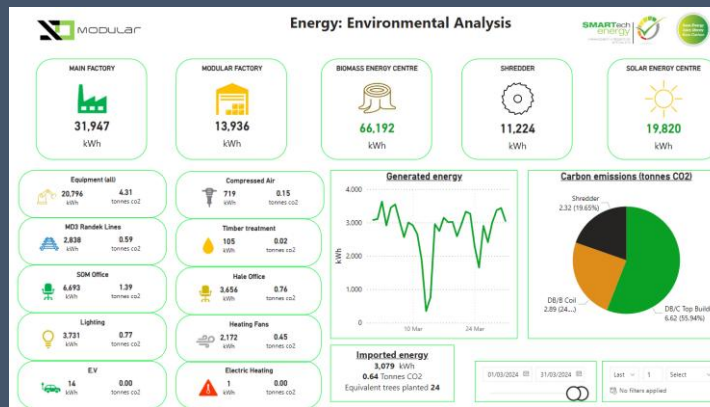 MODULAR
Energy: Environmental Analysis
SMARTech
energy
MAIN FACTORY
31,947
kWh
MODULAR FACTORY
13,936
kWh
BIOMASS ENERGY CENTRE
66,192
kWh
SHREDDER
11,224
kWh
SOLAR ENERGY CENTRE
19,820
kWh
Equipment (all)
20,796 4.31
kWh tonnes co2
MD3 Randek Lines
2,838 0.59
kWh tonnes co2
SOM Office
6,693 1.39
kWh tonnes co2
Lighting
3,731 0.77
kWh tonnes co2
E.V
14 0.00
kWh tonnes co2
Compressed Air
719 0.15
kWh tonnes co2
Timber treatment
105 0.02
kWh tonnes co2
Hale Office
3,656 0.76
kWh tonnes co2
Heating Fans
2,172 0.45
kWh tonnes co2
Electric Heating
1 0.00
kWh tonnes co2
Generated energy
4.000
3.000
2.000
1.000
0
kWh
10 Mar 24 Mar
Imported energy
3,079 kWh
0.64 Tonnes CO2
Equivalent trees planted 24
Carbon emissions (tonnes CO2)
Shredder
2.32 (19.65%)
DB/B Coil
2.89 (24...)
DB/C Top Buildi
6.62 (55.94%)
01/03/2024 31/03/2024
Last 1 Select
No filters applied